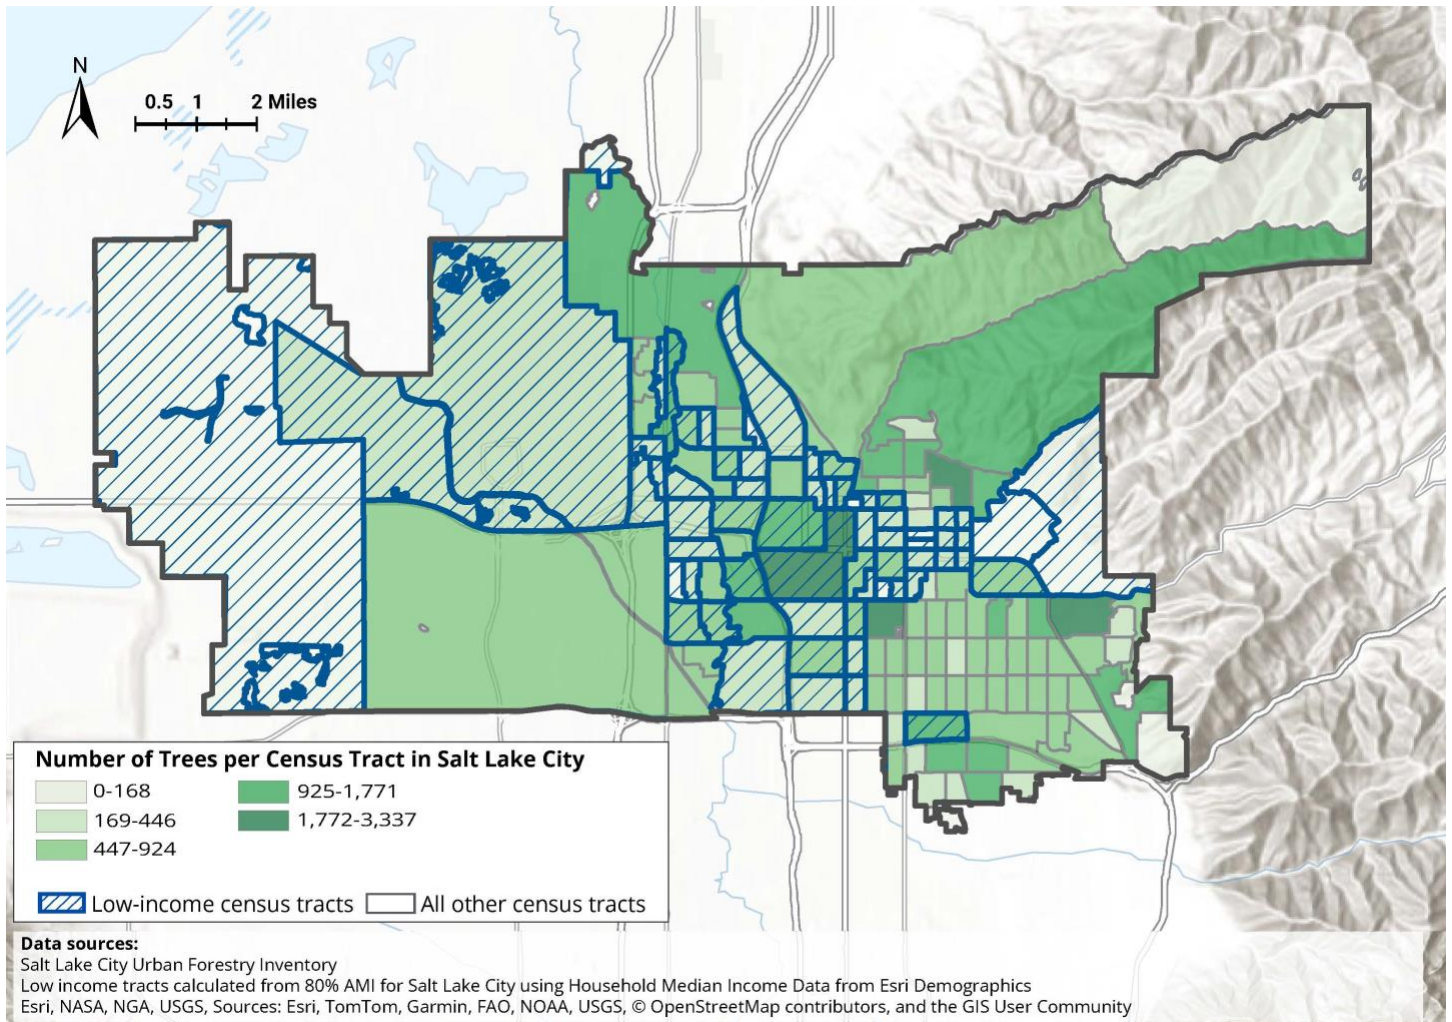 N
0.5 1 2 Miles
Number of Trees per Census Tract in Salt Lake City
0-168
169-446
447-924
925-1,771
1,772-3,337
Low-income census tracts
All other census tracts
Data sources:
Salt Lake City Urban Forestry Inventory
Low income tracts calculated from 80% AMI for Salt Lake City using Household Median Income Data from Esri Demographics
Esri, NASA, NGA, USGS, Sources: Esri, TomTom, Garmin, FAO, NOAA, USGS, © OpenStreetMap contributors, and the GIS User Community